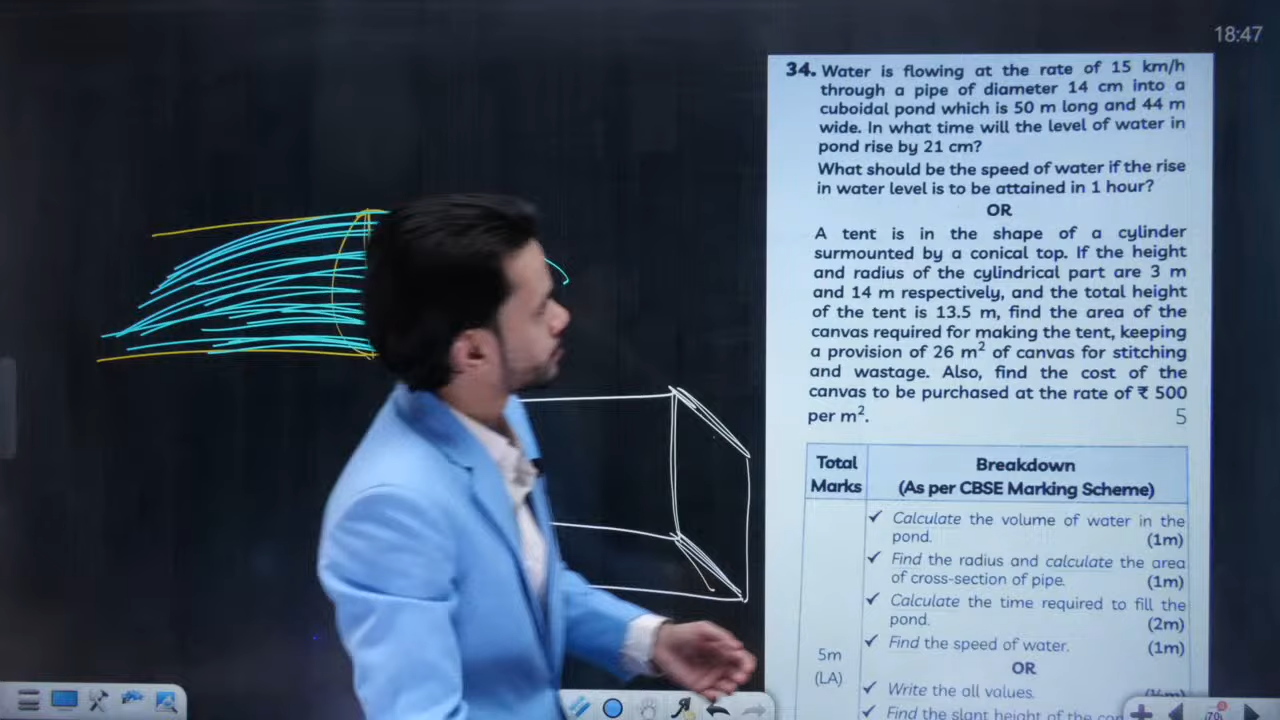 18:47
34. Water is flowing at the rate of 15 km/h
through a pipe of diameter 14 cm into a
cuboidal pond which is 50 m long and 44 m
wide. In what time will the level of water in
pond rise by 21 cm?
What should be the speed of water if the rise
in water level is to be attained in 1 hour?
OR
A tent is in the shape of a cylinder
surmounted by a conical top. If the height
and radius of the cylindrical part are 3 m
and 14 m respectively, and the total height
of the tent is 13.5 m, find the area of the
canvas required for making the tent, keeping
a provision of 26 m² of canvas for stitching
and wastage. Also, find the cost of the
canvas to be purchased at the rate of ₹ 500
per m². 5
Total Marks
Breakdown
(As per CBSE Marking Scheme)
✓ Calculate the volume of water in the
pond. (1m)
✓ Find the radius and calculate the area
of cross-section of pipe. (1m)
✓ Calculate the time required to fill the
pond. (2m)
✓ Find the speed of water. (1m)
5m
(LA)
OR
✓ Write the all values.
✓ Find the slant height of the
70